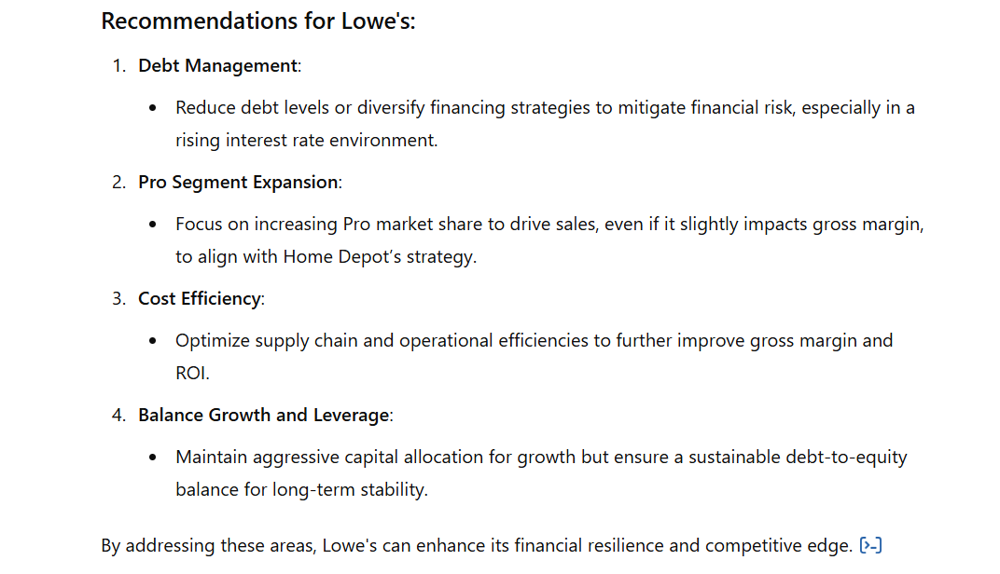 Recommendations for Lowe's:
1. Debt Management:
• Reduce debt levels or diversify financing strategies to mitigate financial risk, especially in a
rising interest rate environment.
2. Pro Segment Expansion:
• Focus on increasing Pro market share to drive sales, even if it slightly impacts gross margin,
to align with Home Depot’s strategy.
3. Cost Efficiency:
• Optimize supply chain and operational efficiencies to further improve gross margin and
ROI.
4. Balance Growth and Leverage:
• Maintain aggressive capital allocation for growth but ensure a sustainable debt-to-equity
balance for long-term stability.
By addressing these areas, Lowe's can enhance its financial resilience and competitive edge. [>-]